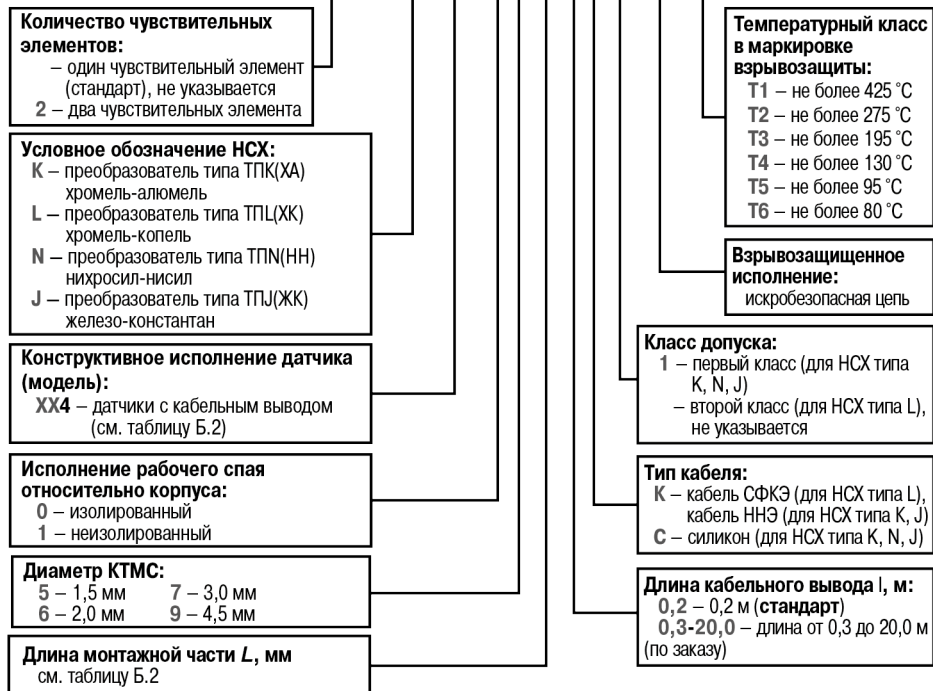 Количество чувствительных
элементов:
– один чувствительный элемент
(стандарт), не указывается
2 – два чувствительных элемента
Условное обозначение НСХ:
K – преобразователь типа ТПК(ХА)
хромель-алюмель
L – преобразователь типа ТПL(ХК)
хромель-копель
N – преобразователь типа ТПN(НН)
нихросил-нисил
J – преобразователь типа ТПJ(ЖК)
железо-константан
Конструктивное исполнение датчика
(модель):
ХХ4 – датчики с кабельным выводом
(см. таблицу Б.2)
Исполнение рабочего спая
относительно корпуса:
0 – изолированный
1 – неизолированный
Диаметр КТМС:
5 – 1,5 мм 7 – 3,0 мм
6 – 2,0 мм 9 – 4,5 мм
Длина монтажной части L, мм
см. таблицу Б.2
Температурный класс
в маркировке
взрывозащиты:
Т1 – не более 425 °С
Т2 – не более 275 °С
Т3 – не более 195 °С
Т4 – не более 130 °С
Т5 – не более 95 °С
Т6 – не более 80 °С
Взрывозащищенное
исполнение:
искробезопасная цепь
Класс допуска:
1 – первый класс (для НСХ типа
K, N, J)
– второй класс (для НСХ типа L),
не указывается
Тип кабеля:
К – кабель СФКЭ (для НСХ типа L),
кабель ННЭ (для НСХ типа K, J)
С – силикон (для НСХ типа K, N, J)
Длина кабельного вывода l, м:
0,2 – 0,2 м (стандарт)
0,3-20,0 – длина от 0,3 до 20,0 м
(по заказу)